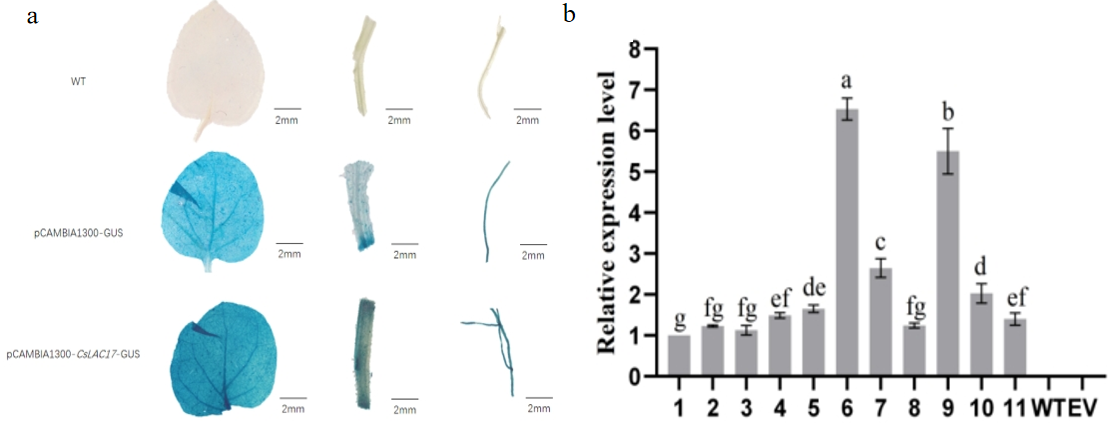 a
WT
2mm 2mm 2mm
pCAMBIA1300-GUS
2mm 2mm 2mm
pCAMBIA1300-CsLAC17-GUS
2mm 2mm 2mm
b
Relative expression level
8
7
6
5
4
3
2
1
0
g fg fg ef de a c fg b d ef
1 2 3 4 5 6 7 8 9 10 11 WT EV